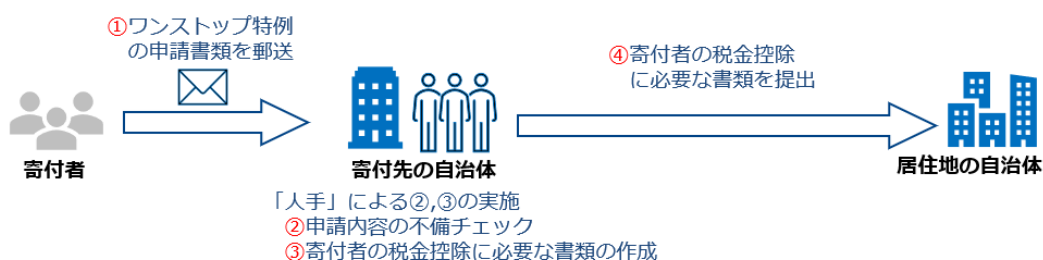 ①ワンストップ特例
の申請書類を郵送
④寄付者の税金控除
に必要な書類を提出
寄付者
寄付先の自治体
居住地の自治体
「人手」による②,③の実施
②申請内容の不備チェック
③寄付者の税金控除に必要な書類の作成